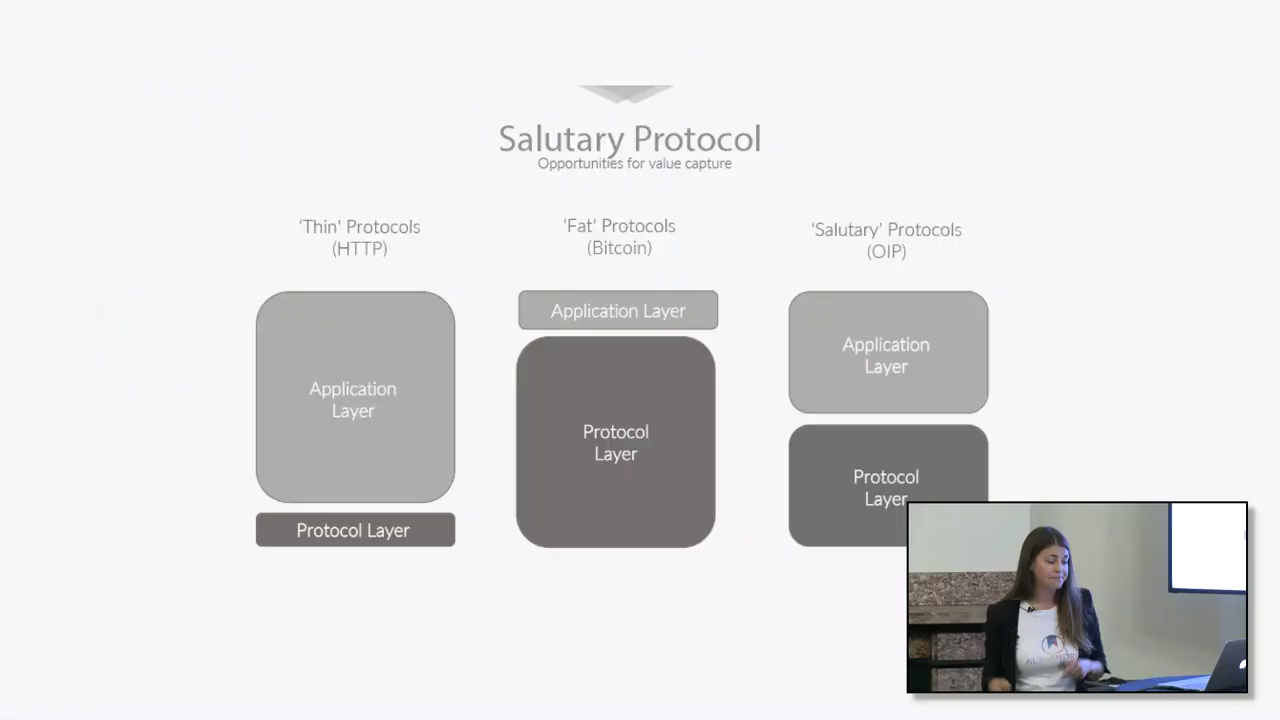 Salutary Protocol
Opportunities for value capture
‘Thin' Protocols
(HTTP)
‘Fat’ Protocols
(Bitcoin)
‘Salutary’ Protocols
(OIP)
Application
Layer
Protocol Layer
Application Layer
Protocol
Layer
Application
Layer
Protocol
Layer